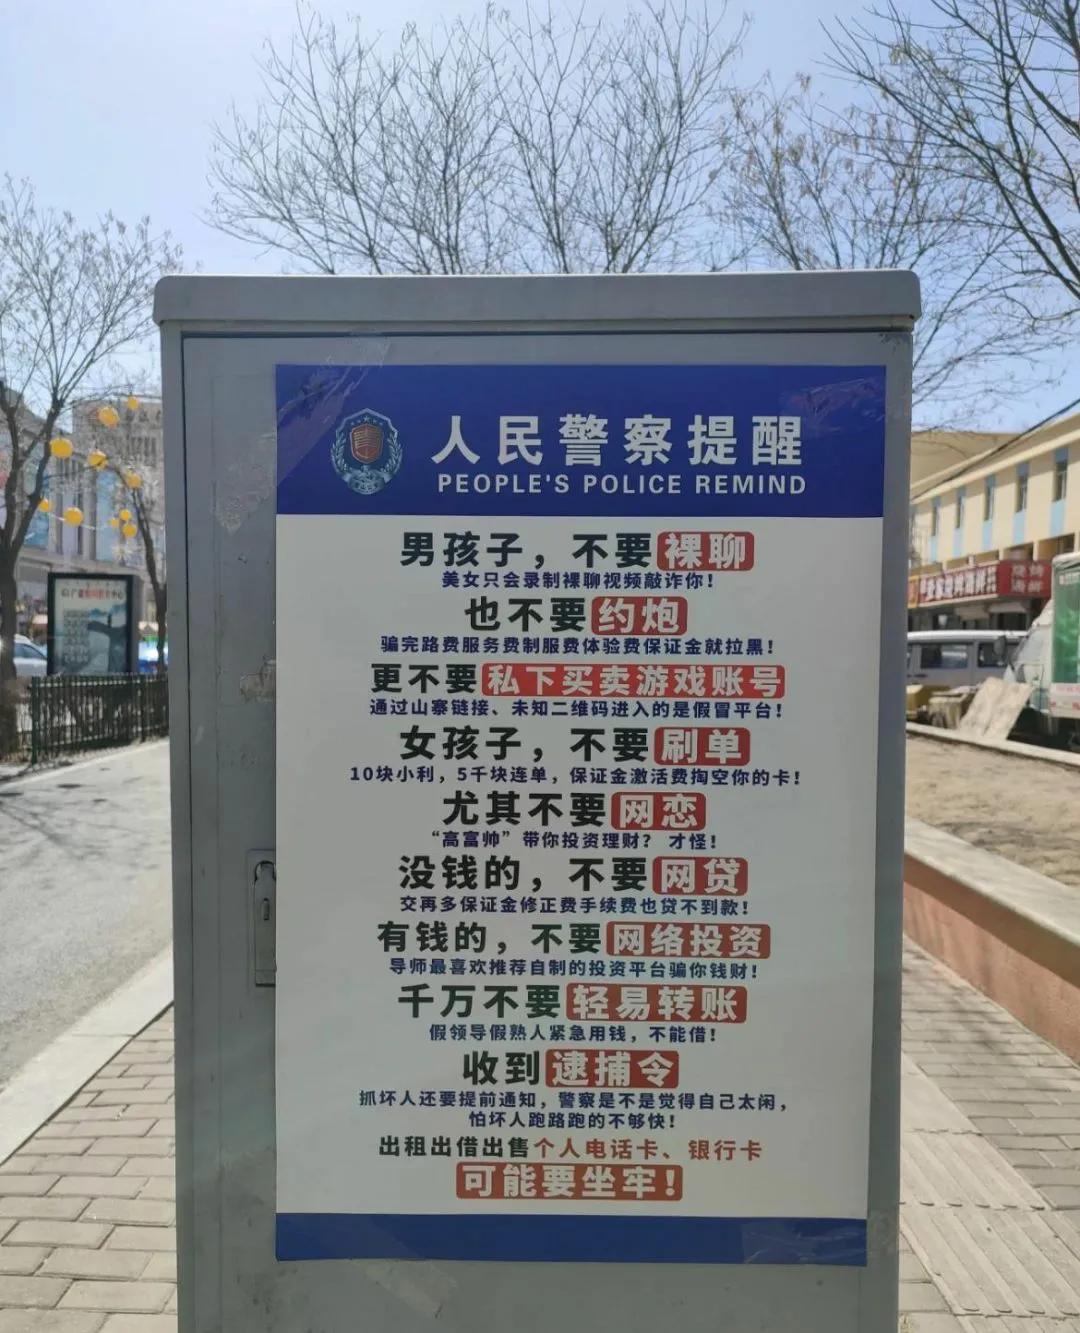 人民警察提醒
PEOPLE'S POLICE REMIND
男孩子，不要裸聊
美女只会录制裸聊视频敲诈你！
也不要约炮
骗完路费服务费制服费体验费保证金就拉黑！
更不要私下买卖游戏账号
通过山寨链接、未知二维码进入的是假冒平台！
女孩子，不要刷单
10块小利，5千块连单，保证金激活费掏空你的卡！
尤其不要网恋
“高富帅”带你投资理财？ 才怪！
没钱的，不要网贷
交再多保证金修正费手续费也贷不到款！
有钱的，不要网络投资
导师最喜欢推荐自制的投资平台骗你钱财！
千万不要轻易转账
假领导假熟人紧急用钱，不能借！
收到逮捕令
抓坏人还要提前通知，警察是不是觉得自己太闲，
怕坏人跑路跑的不够快！
出租出借出售个人电话卡、银行卡
可能要坐牢！